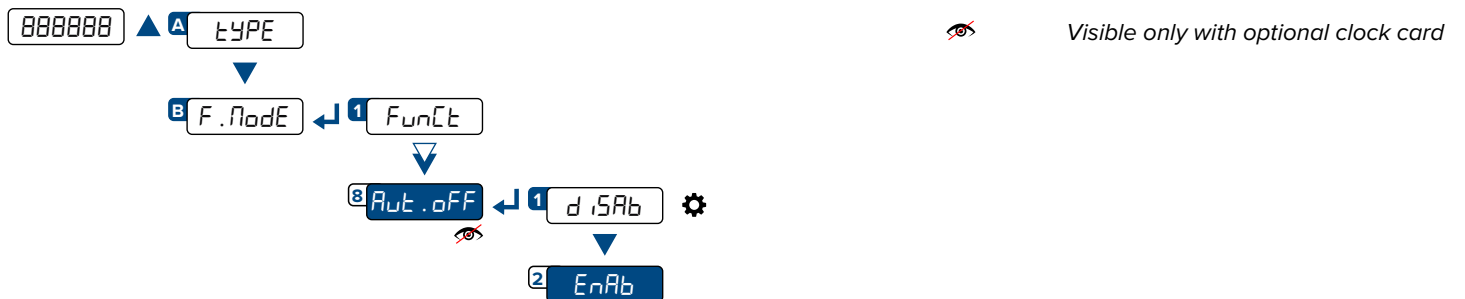 888888 A tYPE Visible only with optional clock card
B F.ModE 1 FunCt
8 Aut.oFF 1 diSAb
2 EnAb